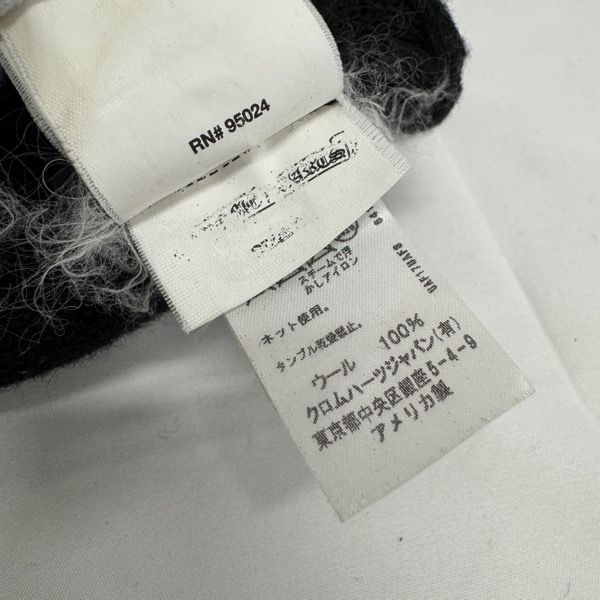 RN# 95024
スチームで浮
かしアイロン
ネット使用。
タンブル乾燥禁止。
ウール 100%
クロムハーツジャパン(有)
東京都中央区銀座5-4-9
アメリカ製
UAF17HAF8